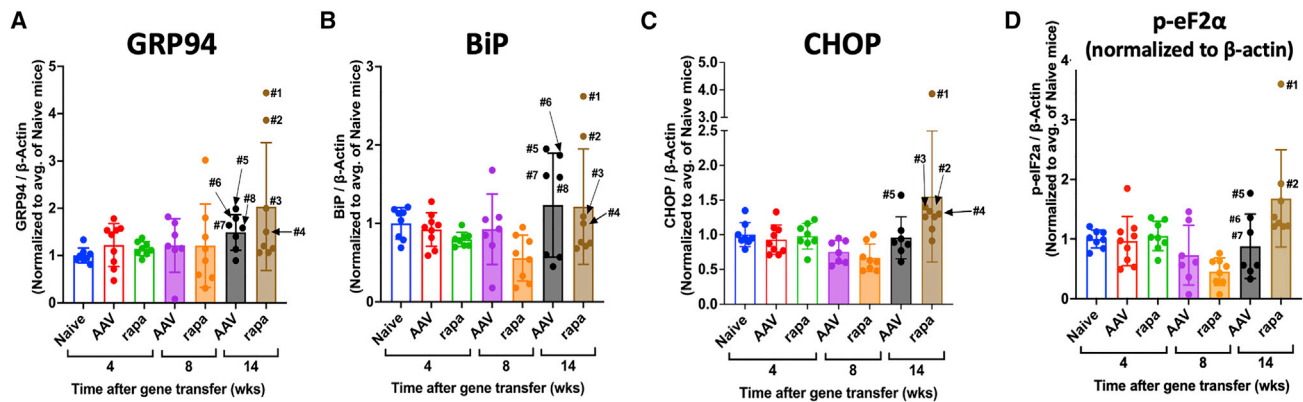 A
GRP94
GRP94 / β-Actin
(Normalized to avg. of Naive mice)
5
4
3
2
1
0
#1
#2
#3
#4
#5
#6
#7
#8
Naive
AAV
rapa
AAV
rapa
AAV
rapa
4
8
14
Time after gene transfer (wks)
B
BiP
BiP / β-Actin
(Normalized to avg. of Naive mice)
3
2
1
0
#1
#2
#3
#4
#5
#6
#7
#8
Naive
AAV
rapa
AAV
rapa
AAV
rapa
4
8
14
Time after gene transfer (wks)
C
CHOP
CHOP / β-Actin
(Normalized to avg. of Naive mice)
5.0
4.0
3.0
2.5
2.0
1.5
1.0
0.5
0.0
#1
#3
#2
#4
#5
Naive
AAV
rapa
AAV
rapa
AAV
rapa
4
8
14
Time after gene transfer (wks)
D
p-eF2α
(normalized to β-actin)
p-eIF2a / β-Actin
(Normalized to avg. of Naive mice)
4
3
2
1
0
#1
#2
#5
#6
#7
Naive
AAV
rapa
AAV
rapa
AAV
rapa
4
8
14
Time after gene transfer (wks)